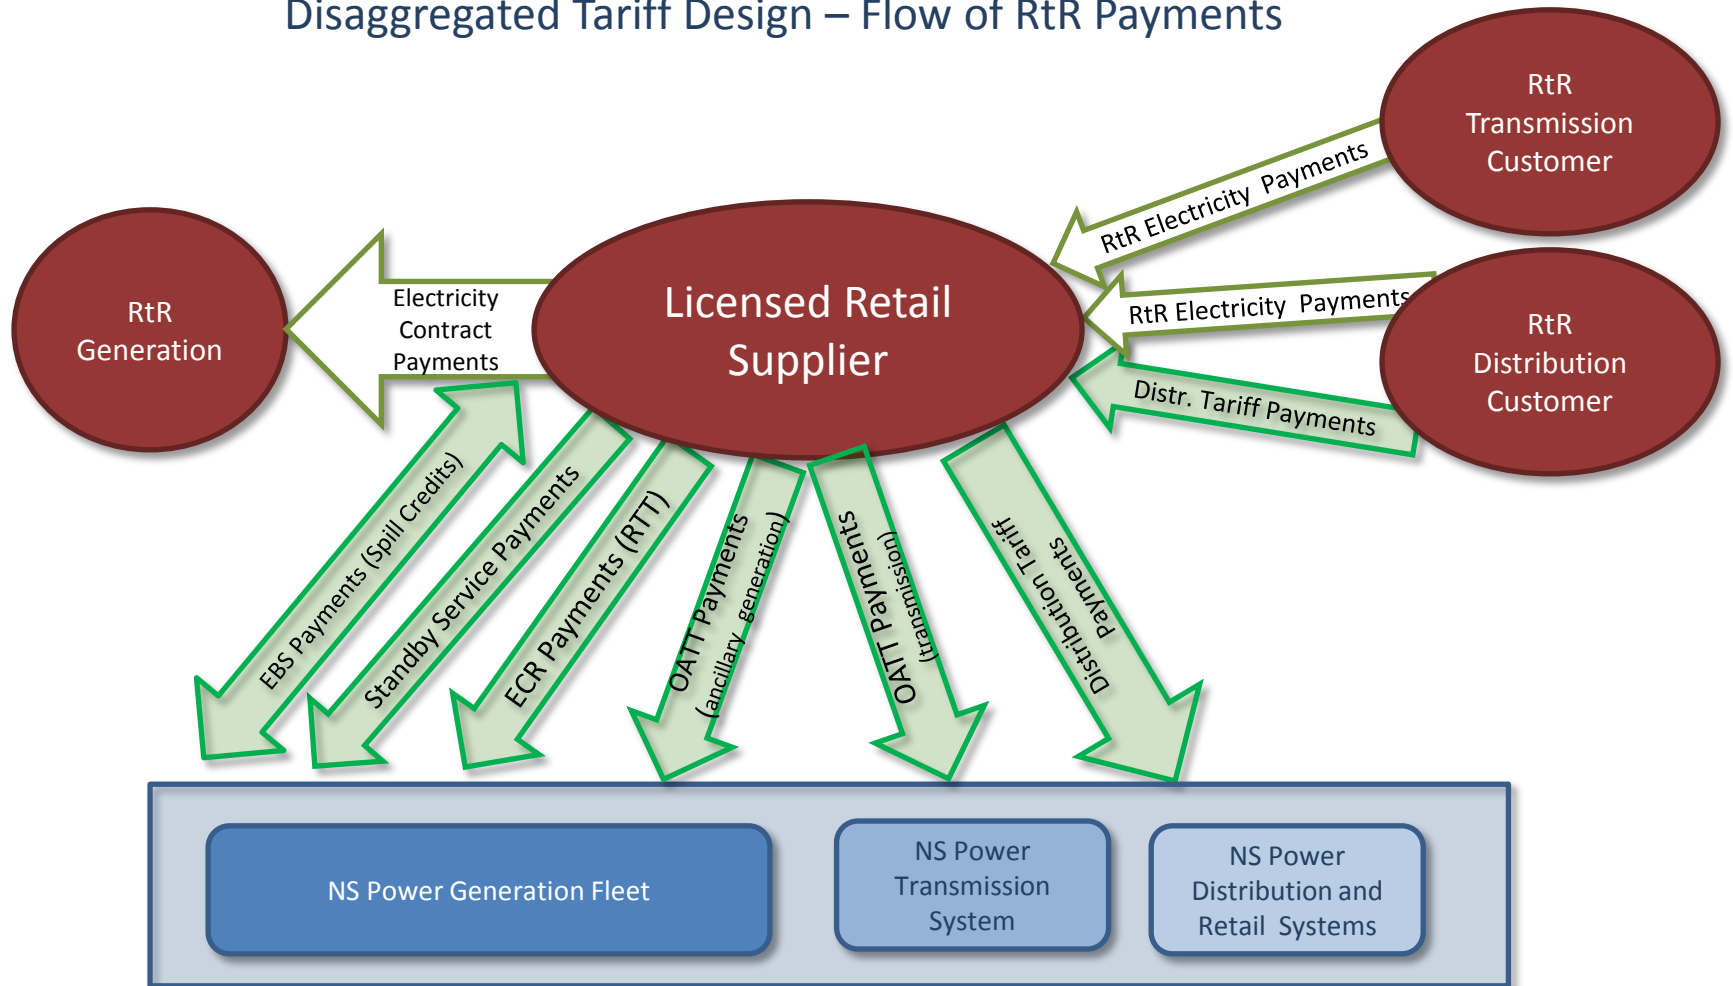 Disaggregated Tariff Design – Flow of RtR Payments
RtR
Transmission
Customer
RtR Electricity Payments
RtR
Generation
Electricity
Contract
Payments
Licensed Retail
Supplier
RtR Electricity Payments
RtR
Distribution
Customer
Distr. Tariff Payments
EBS Payments (Spill Credits)
Standby Service Payments
ECR Payments (RTT)
OATT Payments
(ancillary generation)
OATT Payments
(transmission)
Distribution Tariff
Payments
NS Power Generation Fleet
NS Power
Transmission
System
NS Power
Distribution and
Retail Systems